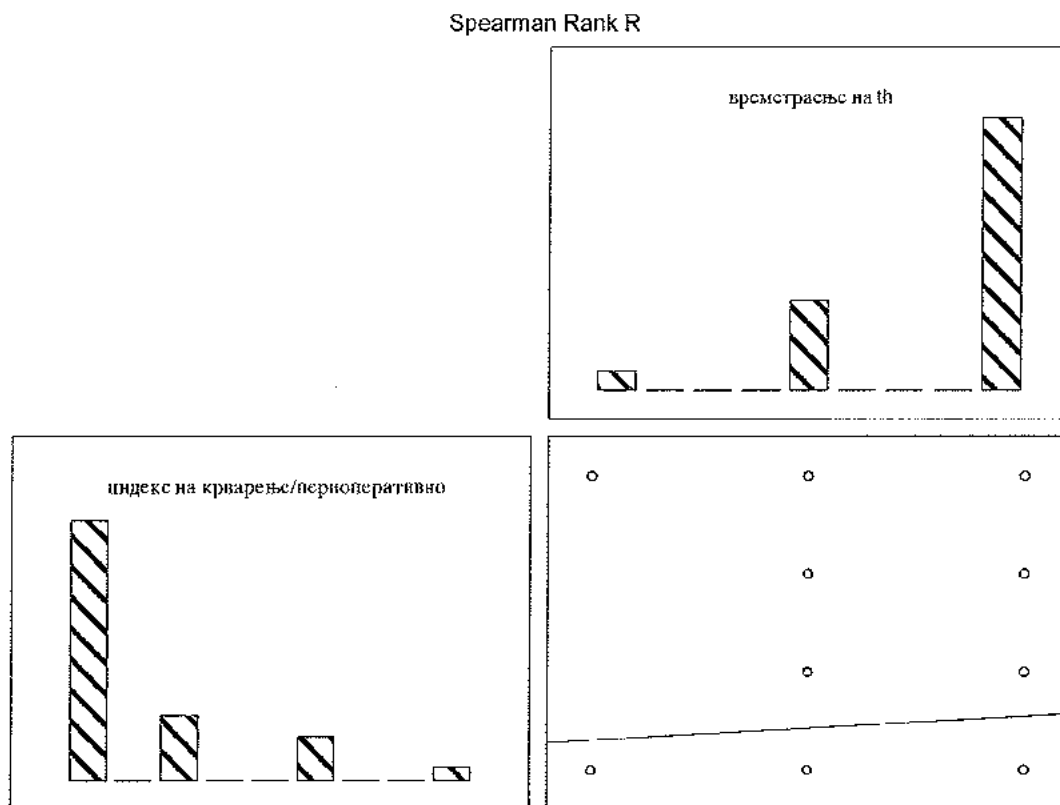 Spearman Rank R
времетраење на th
индекс на крварење/периоперативно